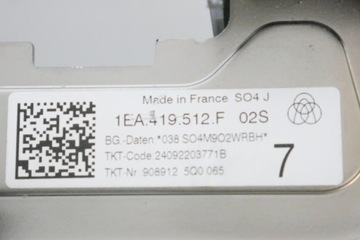 Made in France SO4 J
1EA.419.512.F 02S
BG.-Daten:*038 SO4M9O2WRBH*
TKT-Code:24092203771B
7
TKT-Nr. 908912 5Q0 065